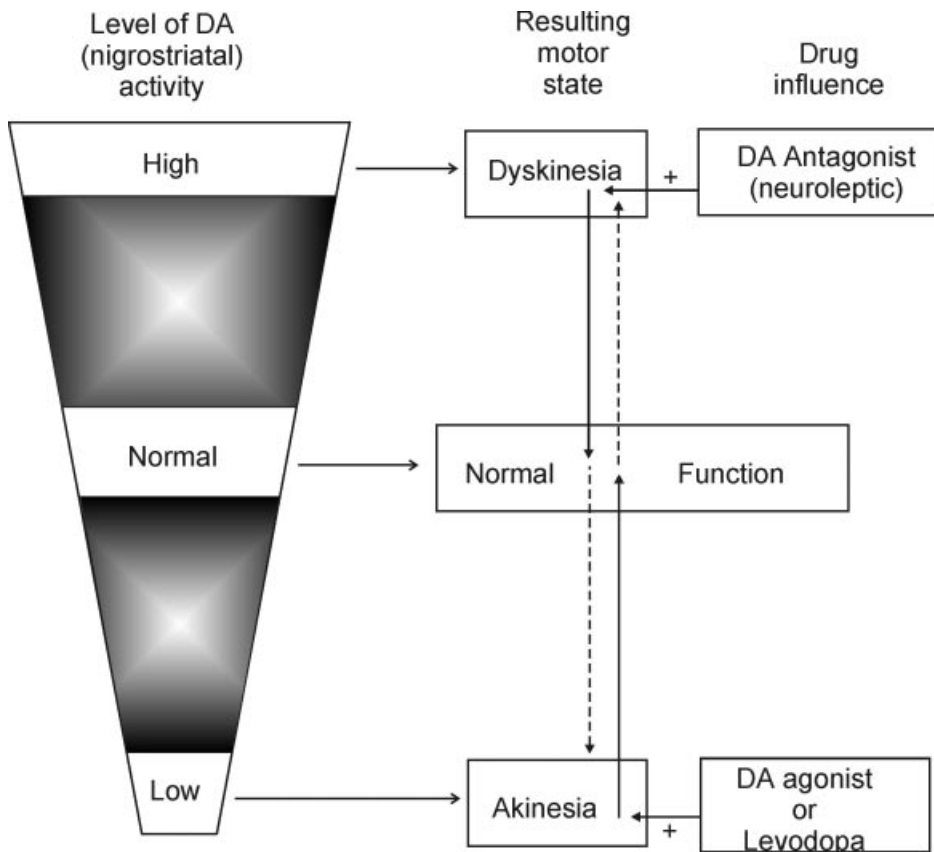 Level of DA
(nigrostriatal)
activity
Resulting
motor
state
Drug
influence
High
Dyskinesia
+
DA Antagonist
(neuroleptic)
Normal
Normal Function
Low
Akinesia
+
DA agonist
or
Levodopa